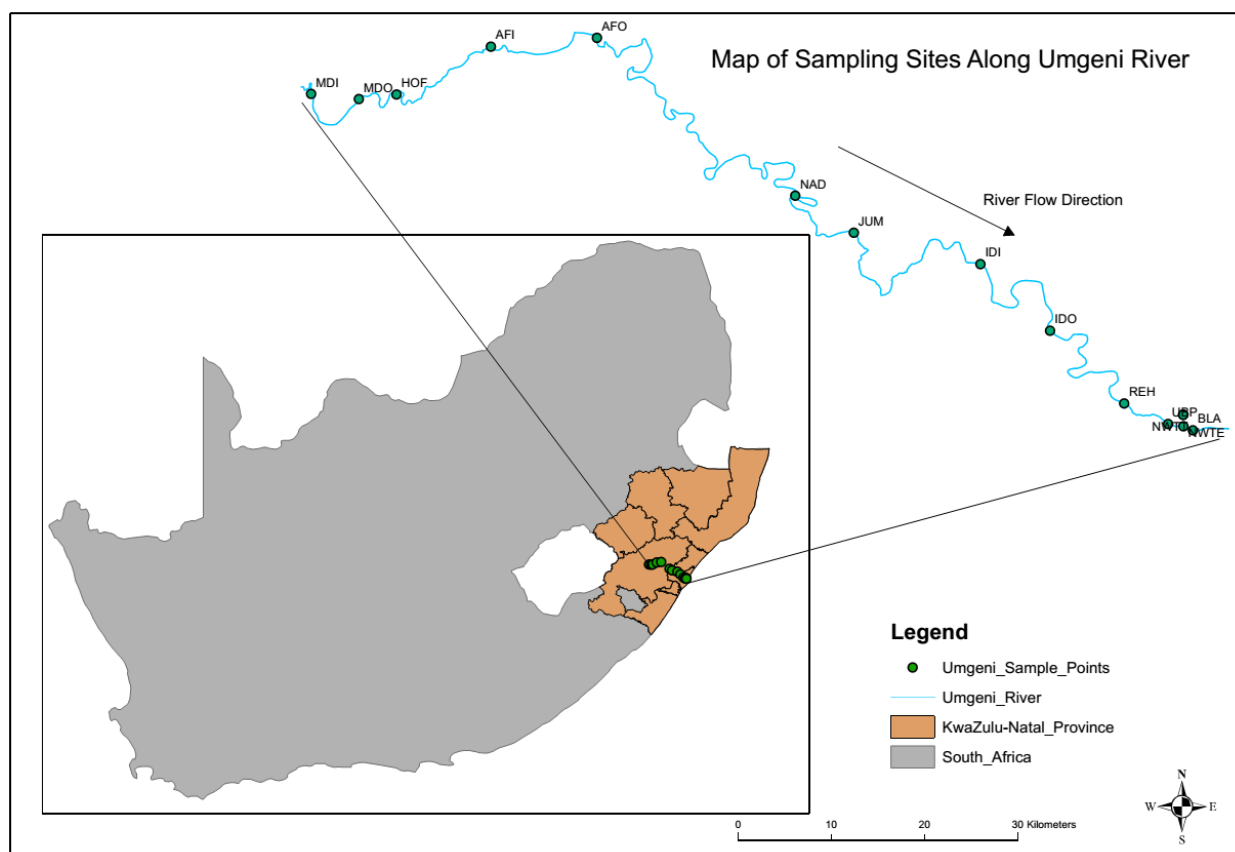 AFO
AFI
Map of Sampling Sites Along Umgeni River
MDI
MDO
HOF
NAD
River Flow Direction
JUM
IDI
IDO
REH
BLA
NWTE
Legend
Umgeni_Sample_Points
Umgeni_River
KwaZulu-Natal_Province
South_Africa
N
W
E
S
0
10
20
30 Kilometers